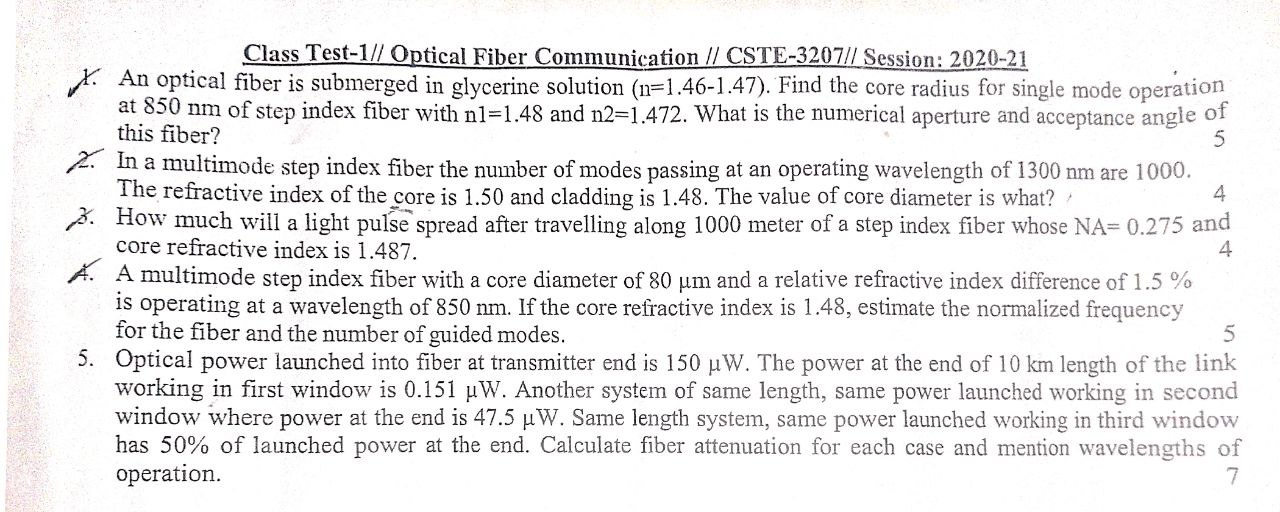 Class Test-1// Optical Fiber Communication // CSTE-3207// Session: 2020-21
1. An optical fiber is submerged in glycerine solution (n=1.46-1.47). Find the core radius for single mode operation
at 850 nm of step index fiber with n1=1.48 and n2=1.472. What is the numerical aperture and acceptance angle of
this fiber? 5
2. In a multimode step index fiber the number of modes passing at an operating wavelength of 1300 nm are 1000.
The refractive index of the core is 1.50 and cladding is 1.48. The value of core diameter is what? 4
3. How much will a light pulse spread after travelling along 1000 meter of a step index fiber whose NA= 0.275 and
core refractive index is 1.487. 4
4. A multimode step index fiber with a core diameter of 80 μm and a relative refractive index difference of 1.5 %
is operating at a wavelength of 850 nm. If the core refractive index is 1.48, estimate the normalized frequency
for the fiber and the number of guided modes. 5
5. Optical power launched into fiber at transmitter end is 150 μW. The power at the end of 10 km length of the link
working in first window is 0.151 μW. Another system of same length, same power launched working in second
window where power at the end is 47.5 μW. Same length system, same power launched working in third window
has 50% of launched power at the end. Calculate fiber attenuation for each case and mention wavelengths of
operation. 7